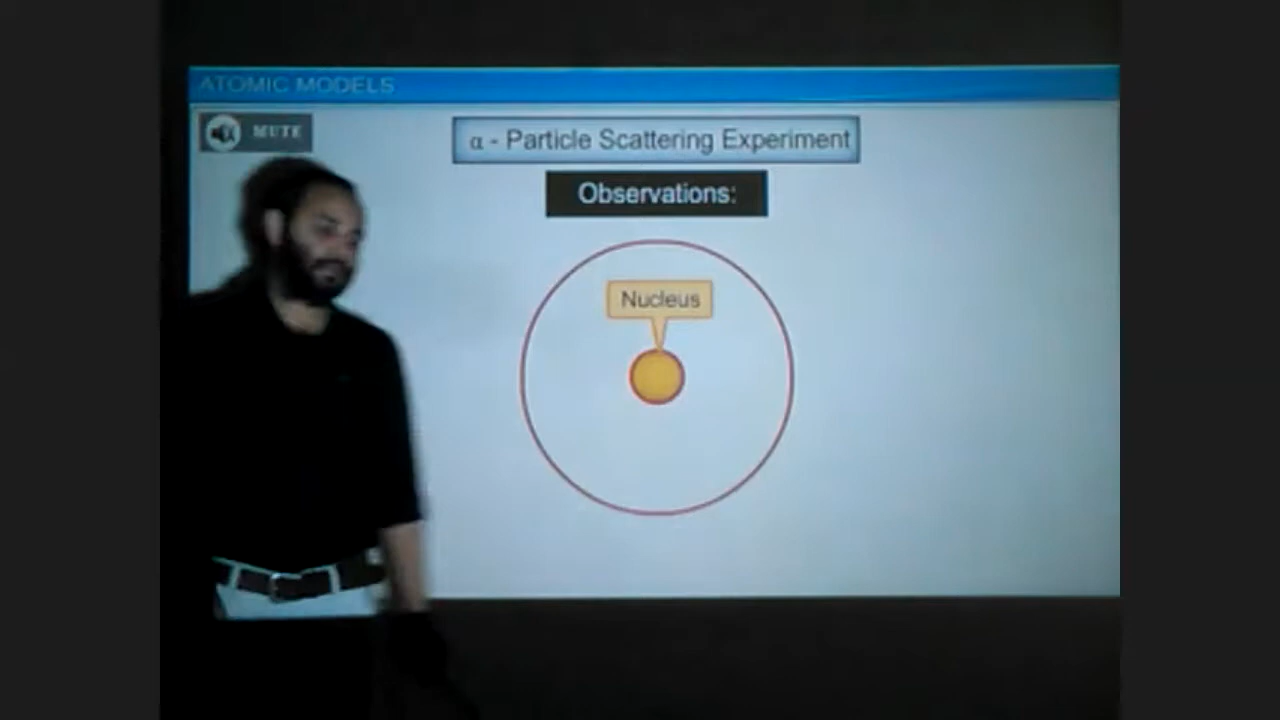 ATOMIC MODELS
MUTE
α - Particle Scattering Experiment
Observations:
Nucleus